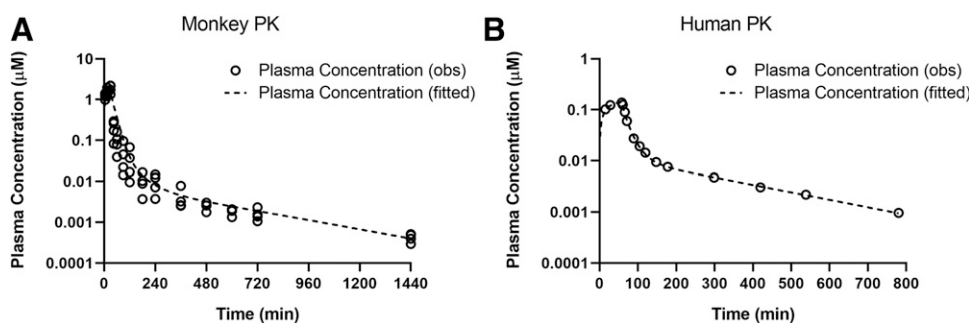 A
Monkey PK
Plasma Concentration (μM)
10
1
0.1
0.01
0.001
0.0001
Plasma Concentration (obs)
Plasma Concentration (fitted)
0 240 480 720 960 1200 1440
Time (min)
B
Human PK
Plasma Concentration (μM)
1
0.1
0.01
0.001
0.0001
Plasma Concentration (obs)
Plasma Concentration (fitted)
0 100 200 300 400 500 600 700 800
Time (min)